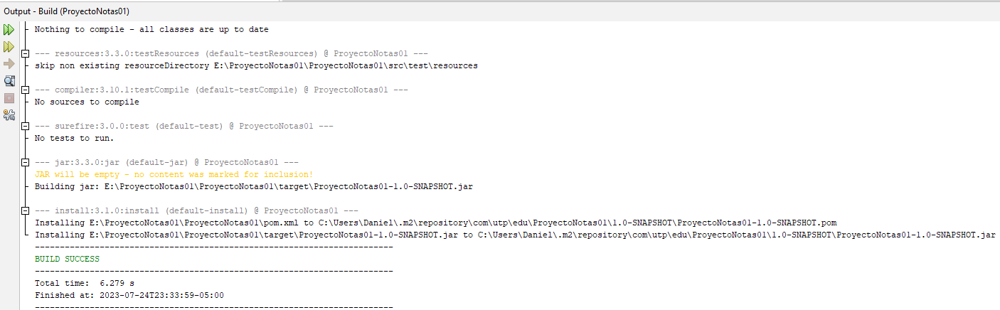 Output - Build (ProyectoNotas01)
Nothing to compile - all classes are up to date
--- resources:3.3.0:testResources (default-testResources) @ ProyectoNotas01 ---
skip non existing resourceDirectory E:\ProyectoNotas01\ProyectoNotas01\src\test\resources
--- compiler:3.10.1:testCompile (default-testCompile) @ ProyectoNotas01 ---
No sources to compile
--- surefire:3.0.0:test (default-test) @ ProyectoNotas01 ---
No tests to run.
--- jar:3.3.0:jar (default-jar) @ ProyectoNotas01 ---
JAR will be empty - no content was marked for inclusion!
Building jar: E:\ProyectoNotas01\ProyectoNotas01\target\ProyectoNotas01-1.0-SNAPSHOT.jar
--- install:3.1.0:install (default-install) @ ProyectoNotas01 ---
Installing E:\ProyectoNotas01\ProyectoNotas01\pom.xml to C:\Users\Daniel\.m2\repository\com\utp\edu\ProyectoNotas01\1.0-SNAPSHOT\ProyectoNotas01-1.0-SNAPSHOT.pom
Installing E:\ProyectoNotas01\ProyectoNotas01\target\ProyectoNotas01-1.0-SNAPSHOT.jar to C:\Users\Daniel\.m2\repository\com\utp\edu\ProyectoNotas01\1.0-SNAPSHOT\ProyectoNotas01-1.0-SNAPSHOT.jar
------------------------------------------------------------------------
BUILD SUCCESS
------------------------------------------------------------------------
Total time:  6.279 s
Finished at: 2023-07-24T23:33:59-05:00
------------------------------------------------------------------------